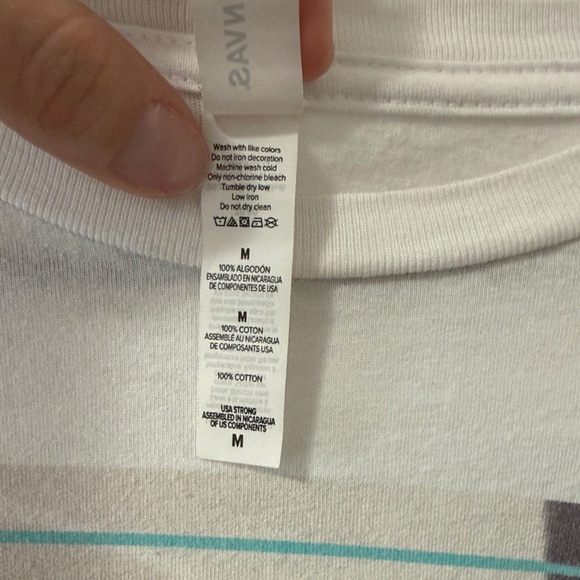 NVAS.
Wash with like colors
Do not iron decoration
Machine wash cold
Only non-chlorine bleach
Tumble dry low
Low iron
Do not dry clean
M
100% ALGODÓN
ENSAMBLADO EN NICARAGUA
DE COMPONENTES DE USA
M
100% COTON
ASSEMBLÉ AU NICARAGUA
DE COMPOSANTS USA
100% COTTON
USA STRONG
ASSEMBLED IN NICARAGUA
OF US COMPONENTS
M